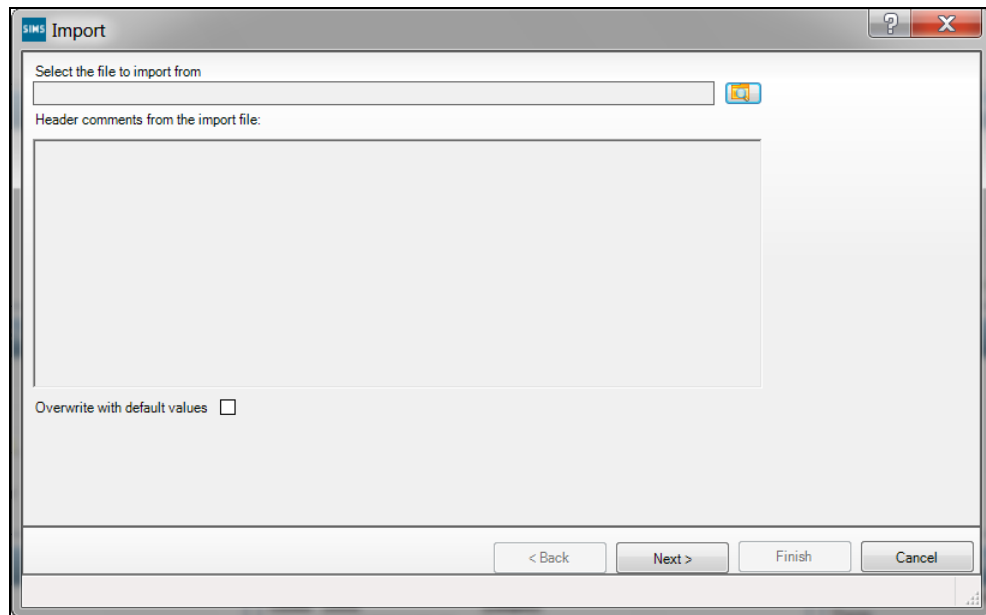 SIMS Import
Select the file to import from
Header comments from the import file:
Overwrite with default values
< Back Next > Finish Cancel